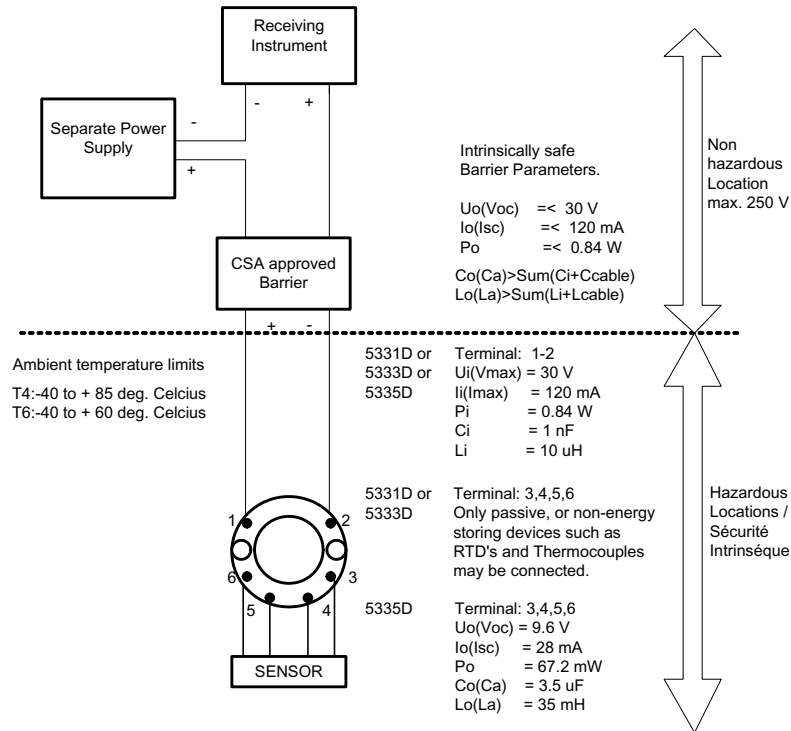 Receiving
Instrument
- +
Separate Power
Supply
-
+
CSA approved
Barrier
+ -
Intrinsically safe
Barrier Parameters.
Uo(Voc) =< 30 V
Io(Isc) =< 120 mA
Po =< 0.84 W
Co(Ca)>Sum(Ci+Ccable)
Lo(La)>Sum(Li+Lcable)
Non
hazardous
Location
max. 250 V
Ambient temperature limits
T4:-40 to + 85 deg. Celcius
T6:-40 to + 60 deg. Celcius
5331D or
5333D or
5335D
Terminal: 1-2
Ui(Vmax) = 30 V
Ii(Imax) = 120 mA
Pi = 0.84 W
Ci = 1 nF
Li = 10 uH
5331D or
5333D
Terminal: 3,4,5,6
Only passive, or non-energy
storing devices such as
RTD's and Thermocouples
may be connected.
Hazardous
Locations /
Sécurité
Intrinséque
1 2
6 3
5 4
SENSOR
5335D
Terminal: 3,4,5,6
Uo(Voc) = 9.6 V
Io(Isc) = 28 mA
Po = 67.2 mW
Co(Ca) = 3.5 uF
Lo(La) = 35 mH